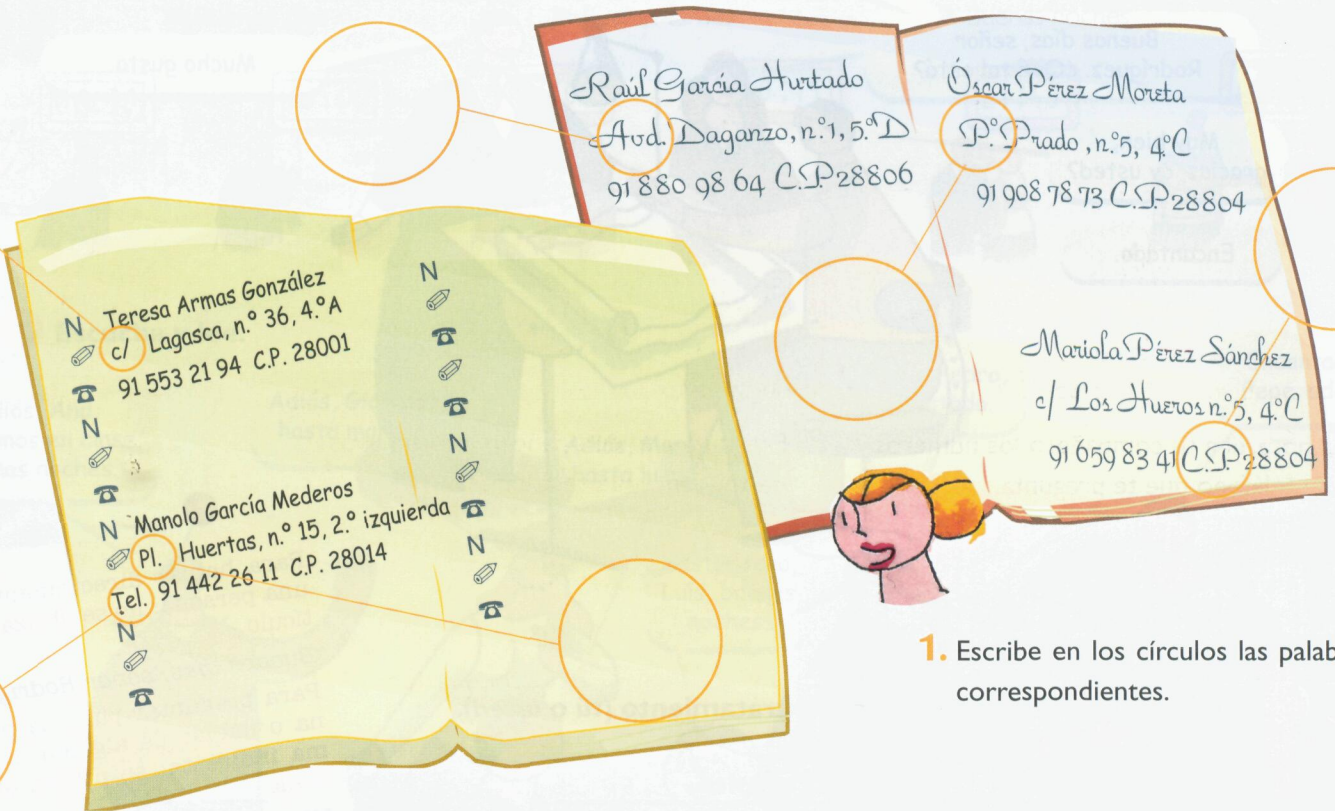 Raúl García Hurtado
Avd. Daganzo, n.º 1, 5.º D
91 880 98 64 C.P. 28806
Óscar Pérez Moreta
P.º Prado, n.º 5, 4.º C
91 908 78 73 C.P. 28804
Mariola Pérez Sánchez
c/ Los Hueros n.º 5, 4.º C
91 659 83 41 C.P. 28804
N Teresa Armas González
c/ Lagasca, n.º 36, 4.º A
91 553 21 94 C.P. 28001
N
N Manolo García Mederos
Pl. Huertas, n.º 15, 2.º izquierda
Tel. 91 442 26 11 C.P. 28014
N
N
N
N
1. Escribe en los círculos las palab
correspondientes.